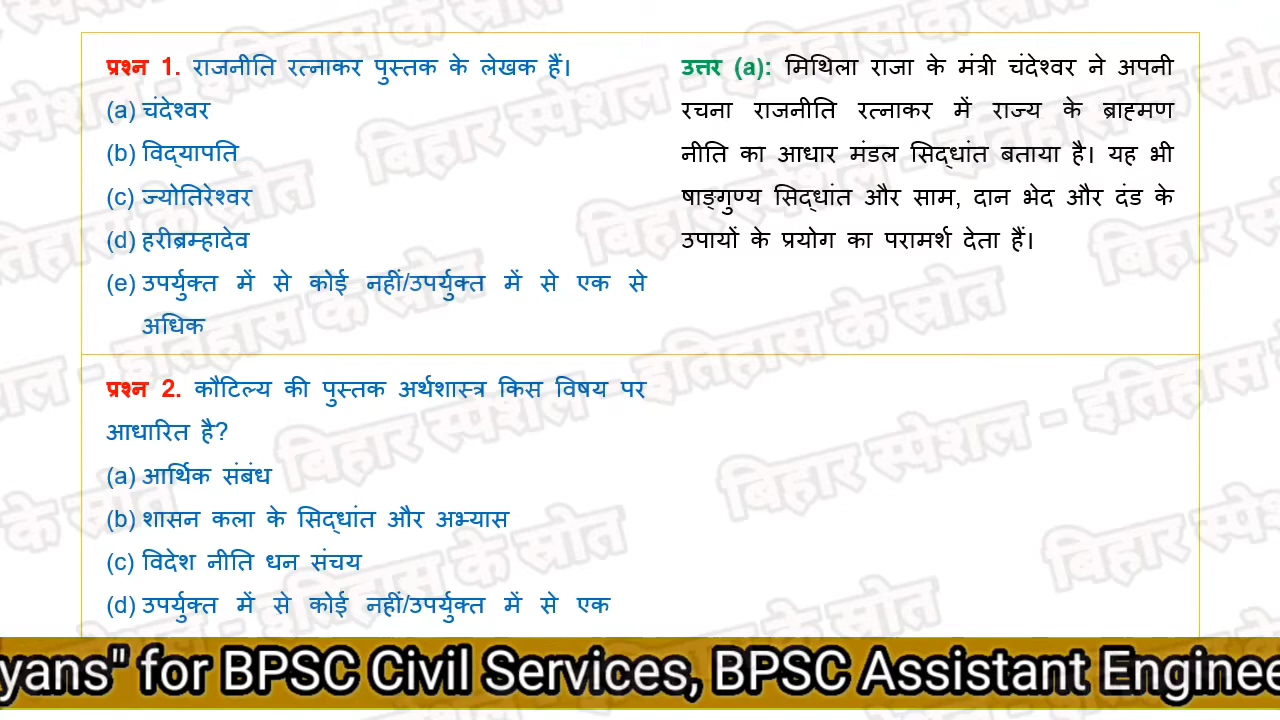 प्रश्न 1. राजनीति रत्नाकर पुस्तक के लेखक हैं।
(a) चंदेश्वर
(b) विद्यापति
(c) ज्योतिरेश्वर
(d) हरीब्रम्हादेव
(e) उपर्युक्त में से कोई नहीं/उपर्युक्त में से एक से
अधिक
उत्तर (a): मिथिला राजा के मंत्री चंदेश्वर ने अपनी
रचना राजनीति रत्नाकर में राज्य के ब्राह्मण
नीति का आधार मंडल सिद्धांत बताया है। यह भी
षाङ्गुण्य सिद्धांत और साम, दान भेद और दंड के
उपायों के प्रयोग का परामर्श देता हैं।
प्रश्न 2. कौटिल्य की पुस्तक अर्थशास्त्र किस विषय पर
आधारित है?
(a) आर्थिक संबंध
(b) शासन कला के सिद्धांत और अभ्यास
(c) विदेश नीति धन संचय
(d) उपर्युक्त में से कोई नहीं/उपर्युक्त में से एक
yans" for BPSC Civil Services, BPSC Assistant Enginee
बिहार स्पेशल - इतिहास के स्रोत